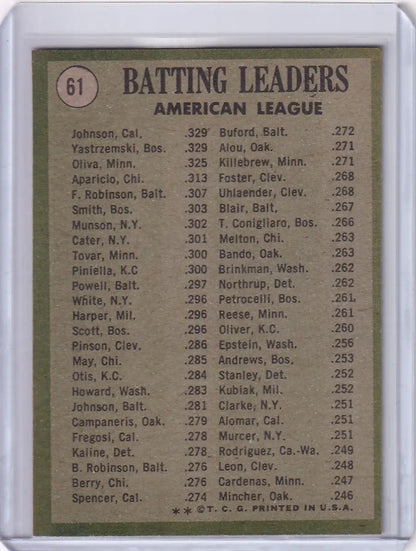 61
BATTING LEADERS
AMERICAN LEAGUE
Johnson, Cal. .329
Yastrzemski, Bos. .329
Oliva, Minn. .325
Aparicio, Chi. .313
F. Robinson, Balt. .307
Smith, Bos. .303
Munson, N.Y. .302
Cater, N.Y. .301
Tovar, Minn. .300
Piniella, K.C .300
Powell, Balt. .297
White, N.Y. .296
Harper, Mil. .296
Scott, Bos. .296
Pinson, Clev. .286
May, Chi. .285
Otis, K.C. .284
Howard, Wash. .283
Johnson, Balt. .281
Campaneris, Oak. .279
Fregosi, Cal. .278
Kaline, Det. .278
B. Robinson, Balt. .276
Berry, Chi. .276
Spencer, Cal. .274
Buford, Balt. .272
Alou, Oak. .271
Killebrew, Minn. .271
Foster, Clev. .268
Uhlaender, Clev. .268
Blair, Balt, .267
T. Conigliaro, Bos. .266
Melton, Chi. .263
Bando, Oak. .263
Brinkman, Wash. .262
Northrup, Det. .262
Petrocelli, Bos. .261
Reese, Minn. .261
Oliver, K.C. .260
Epstein, Wash. .256
Andrews, Bos. .253
Stanley, Det. .252
Kubiak, Mil. .252
Clarke, N.Y. .251
Alomar, Cal. .251
Murcer, N.Y. .251
Rodriguez, Ca.-Wa. .249
Leon, Clev. .248
Cardenas, Minn. .247
Mincher, Oak. .246
** © T. C. G. PRINTED IN U.S.A.